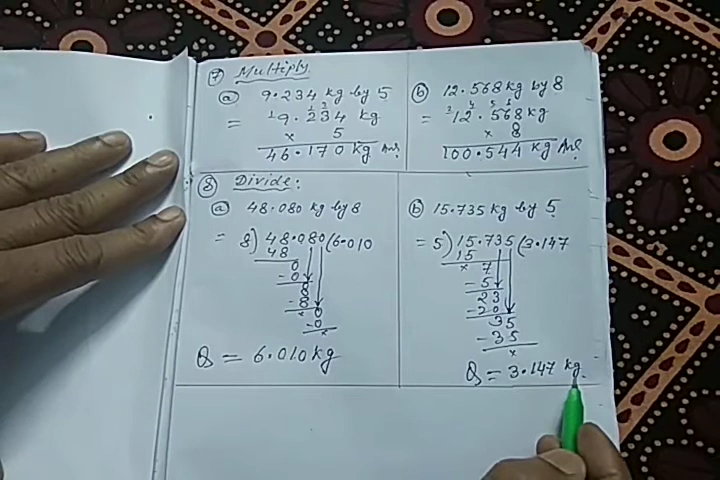 7 Multiply
a 9.234 kg by 5
1 2
= 1 9.234 kg
× 5
46.170 kg Ans.
b 12.568 kg by 8
= 12.568 kg
× 8
100.544 kg Ans.
8 Divide:
a 48.080 kg by 8
= 8) 48.080 (6.010
48
0
- 0
8
- 8
× 0
- 0
×
Q = 6.010 kg
b 15.735 kg by 5
= 5) 15.735 (3.147
15
× 7
- 5
23
- 20
35
- 35
×
Q = 3.147 kg.